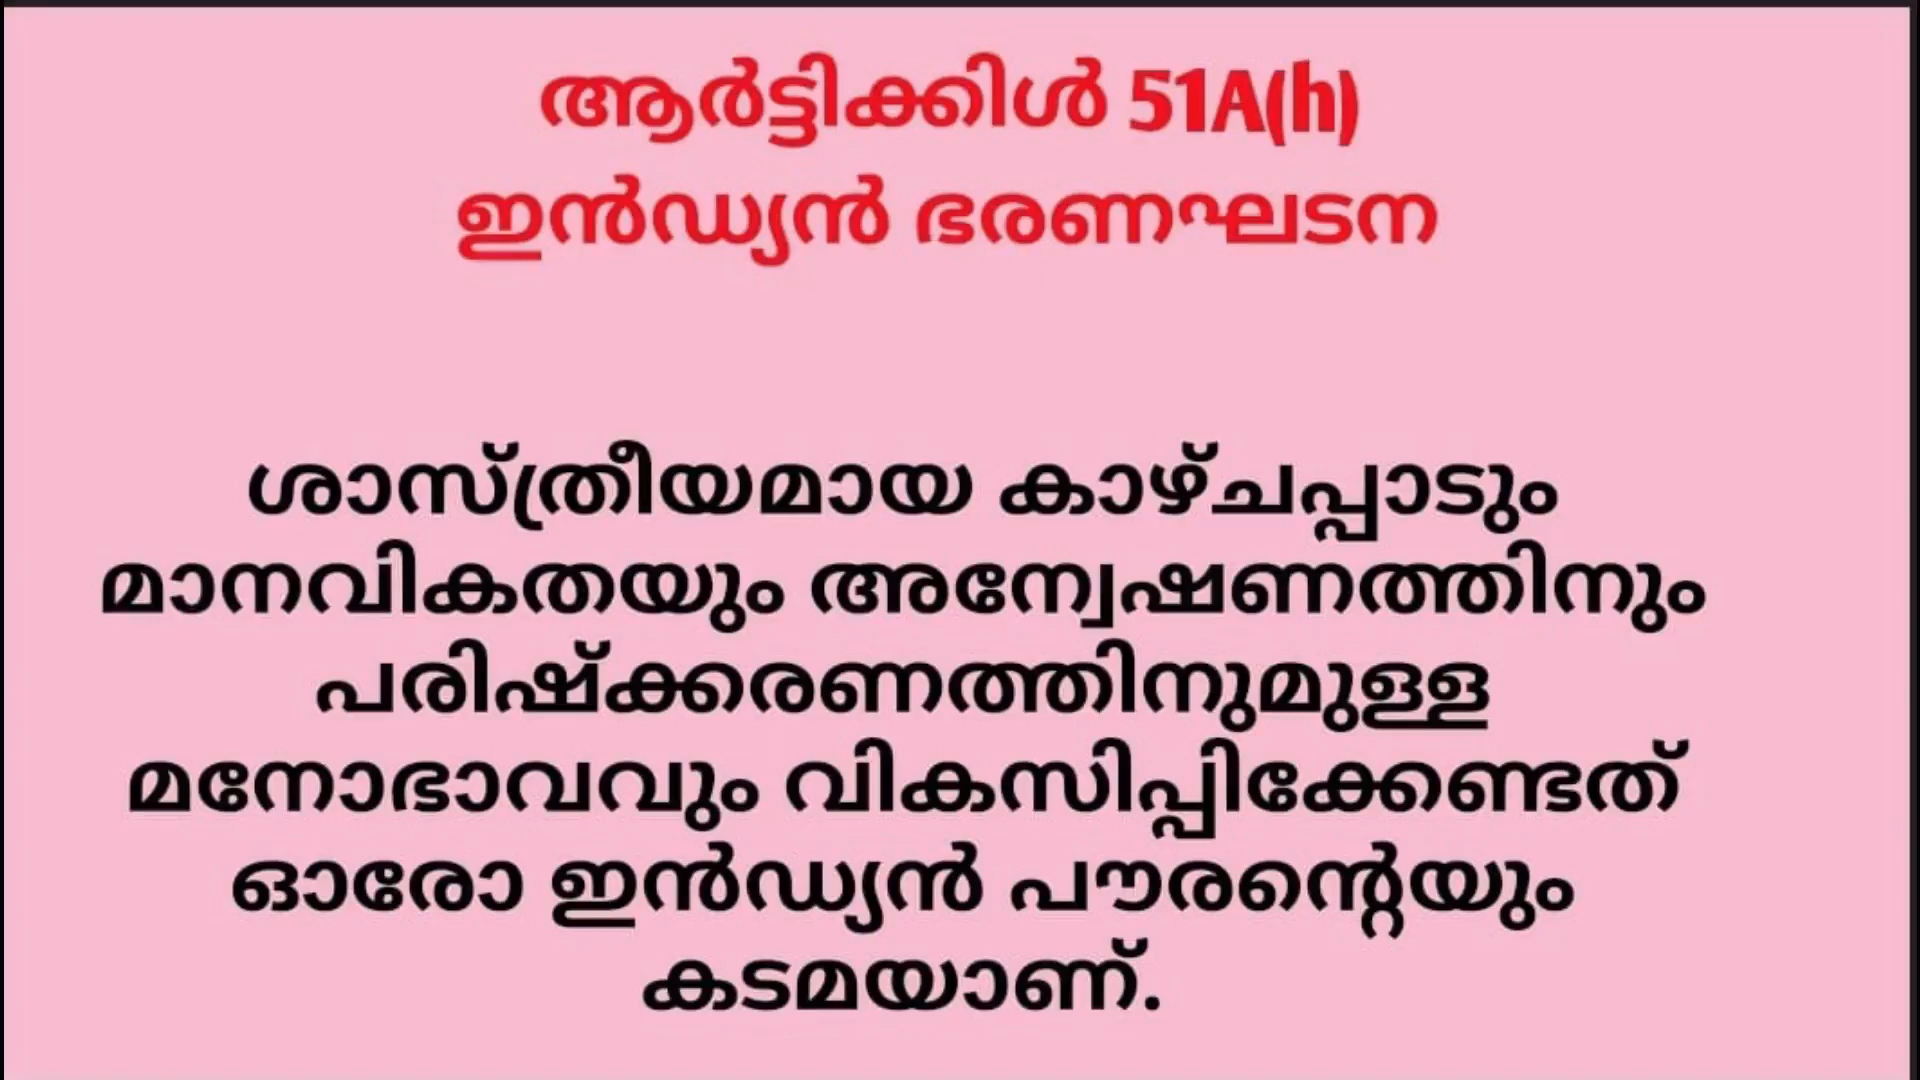 ആർട്ടിക്കിൾ 51A(h)
ഇൻഡ്യൻ ഭരണഘടന
ശാസ്ത്രീയമായ കാഴ്ചപ്പാടും
മാനവികതയും അന്വേഷണത്തിനും
പരിഷ്ക്കരണത്തിനുമുള്ള
മനോഭാവവും വികസിപ്പിക്കേണ്ടത്
ഓരോ ഇൻഡ്യൻ പൗരന്റെയും
കടമയാണ്.